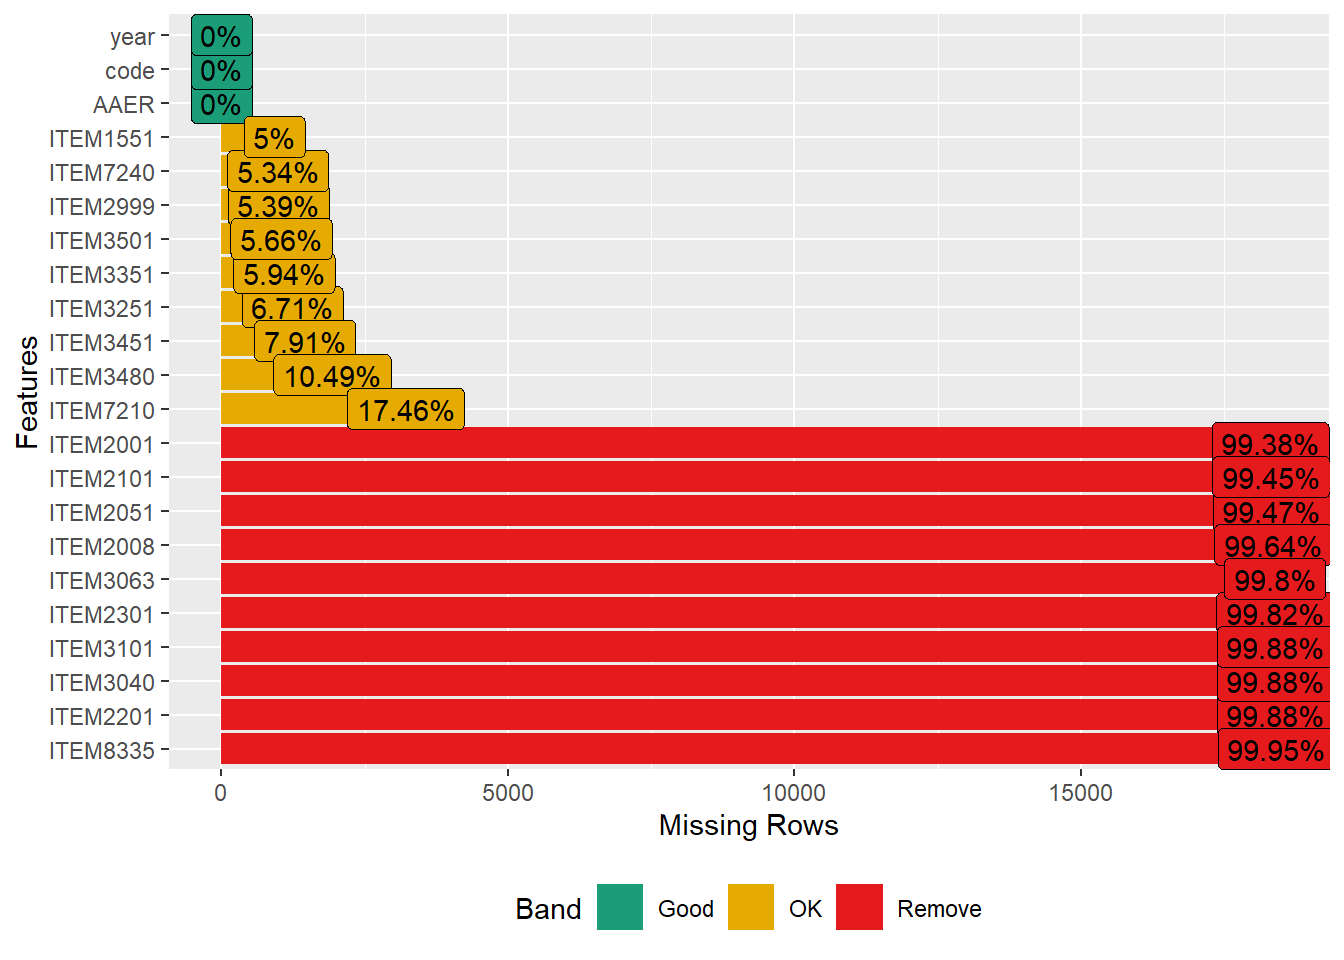 year 0%
code 0%
AAER 0%
ITEM1551 5%
ITEM7240 5.34%
ITEM2999 5.39%
ITEM3501 5.66%
ITEM3351 5.94%
ITEM3251 6.71%
ITEM3451 7.91%
ITEM3480 10.49%
ITEM7210 17.46%
ITEM2001 99.38%
ITEM2101 99.45%
ITEM2051 99.47%
ITEM2008 99.64%
ITEM3063 99.8%
ITEM2301 99.82%
ITEM3101 99.88%
ITEM3040 99.88%
ITEM2201 99.88%
ITEM8335 99.95%
Features
0 5000 10000 15000
Missing Rows
Band Good OK Remove